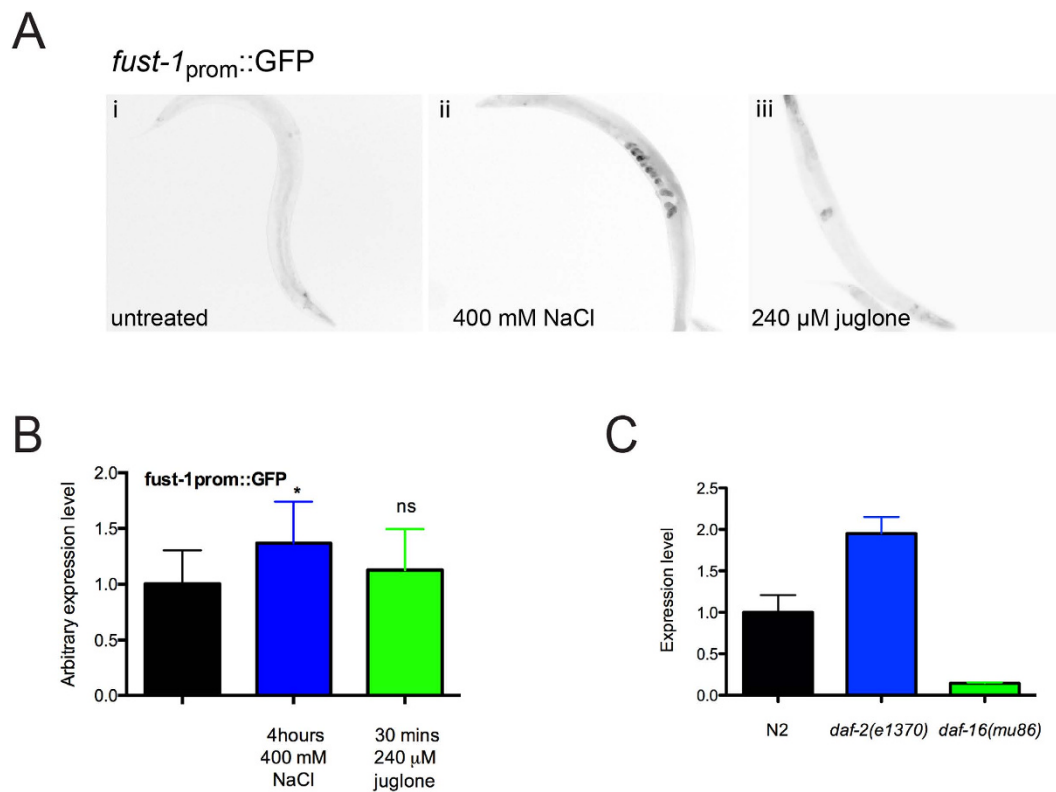 A
fust-1prom::GFP
i
ii
iii
untreated
400 mM NaCl
240 µM juglone
B
C
fust-1prom::GFP
*
ns
Arbitrary expression level
2.0
1.5
1.0
0.5
0.0
4hours
400 mM
NaCl
30 mins
240 µM
juglone
Expression level
2.5
2.0
1.5
1.0
0.5
0.0
N2
daf-2(e1370)
daf-16(mu86)